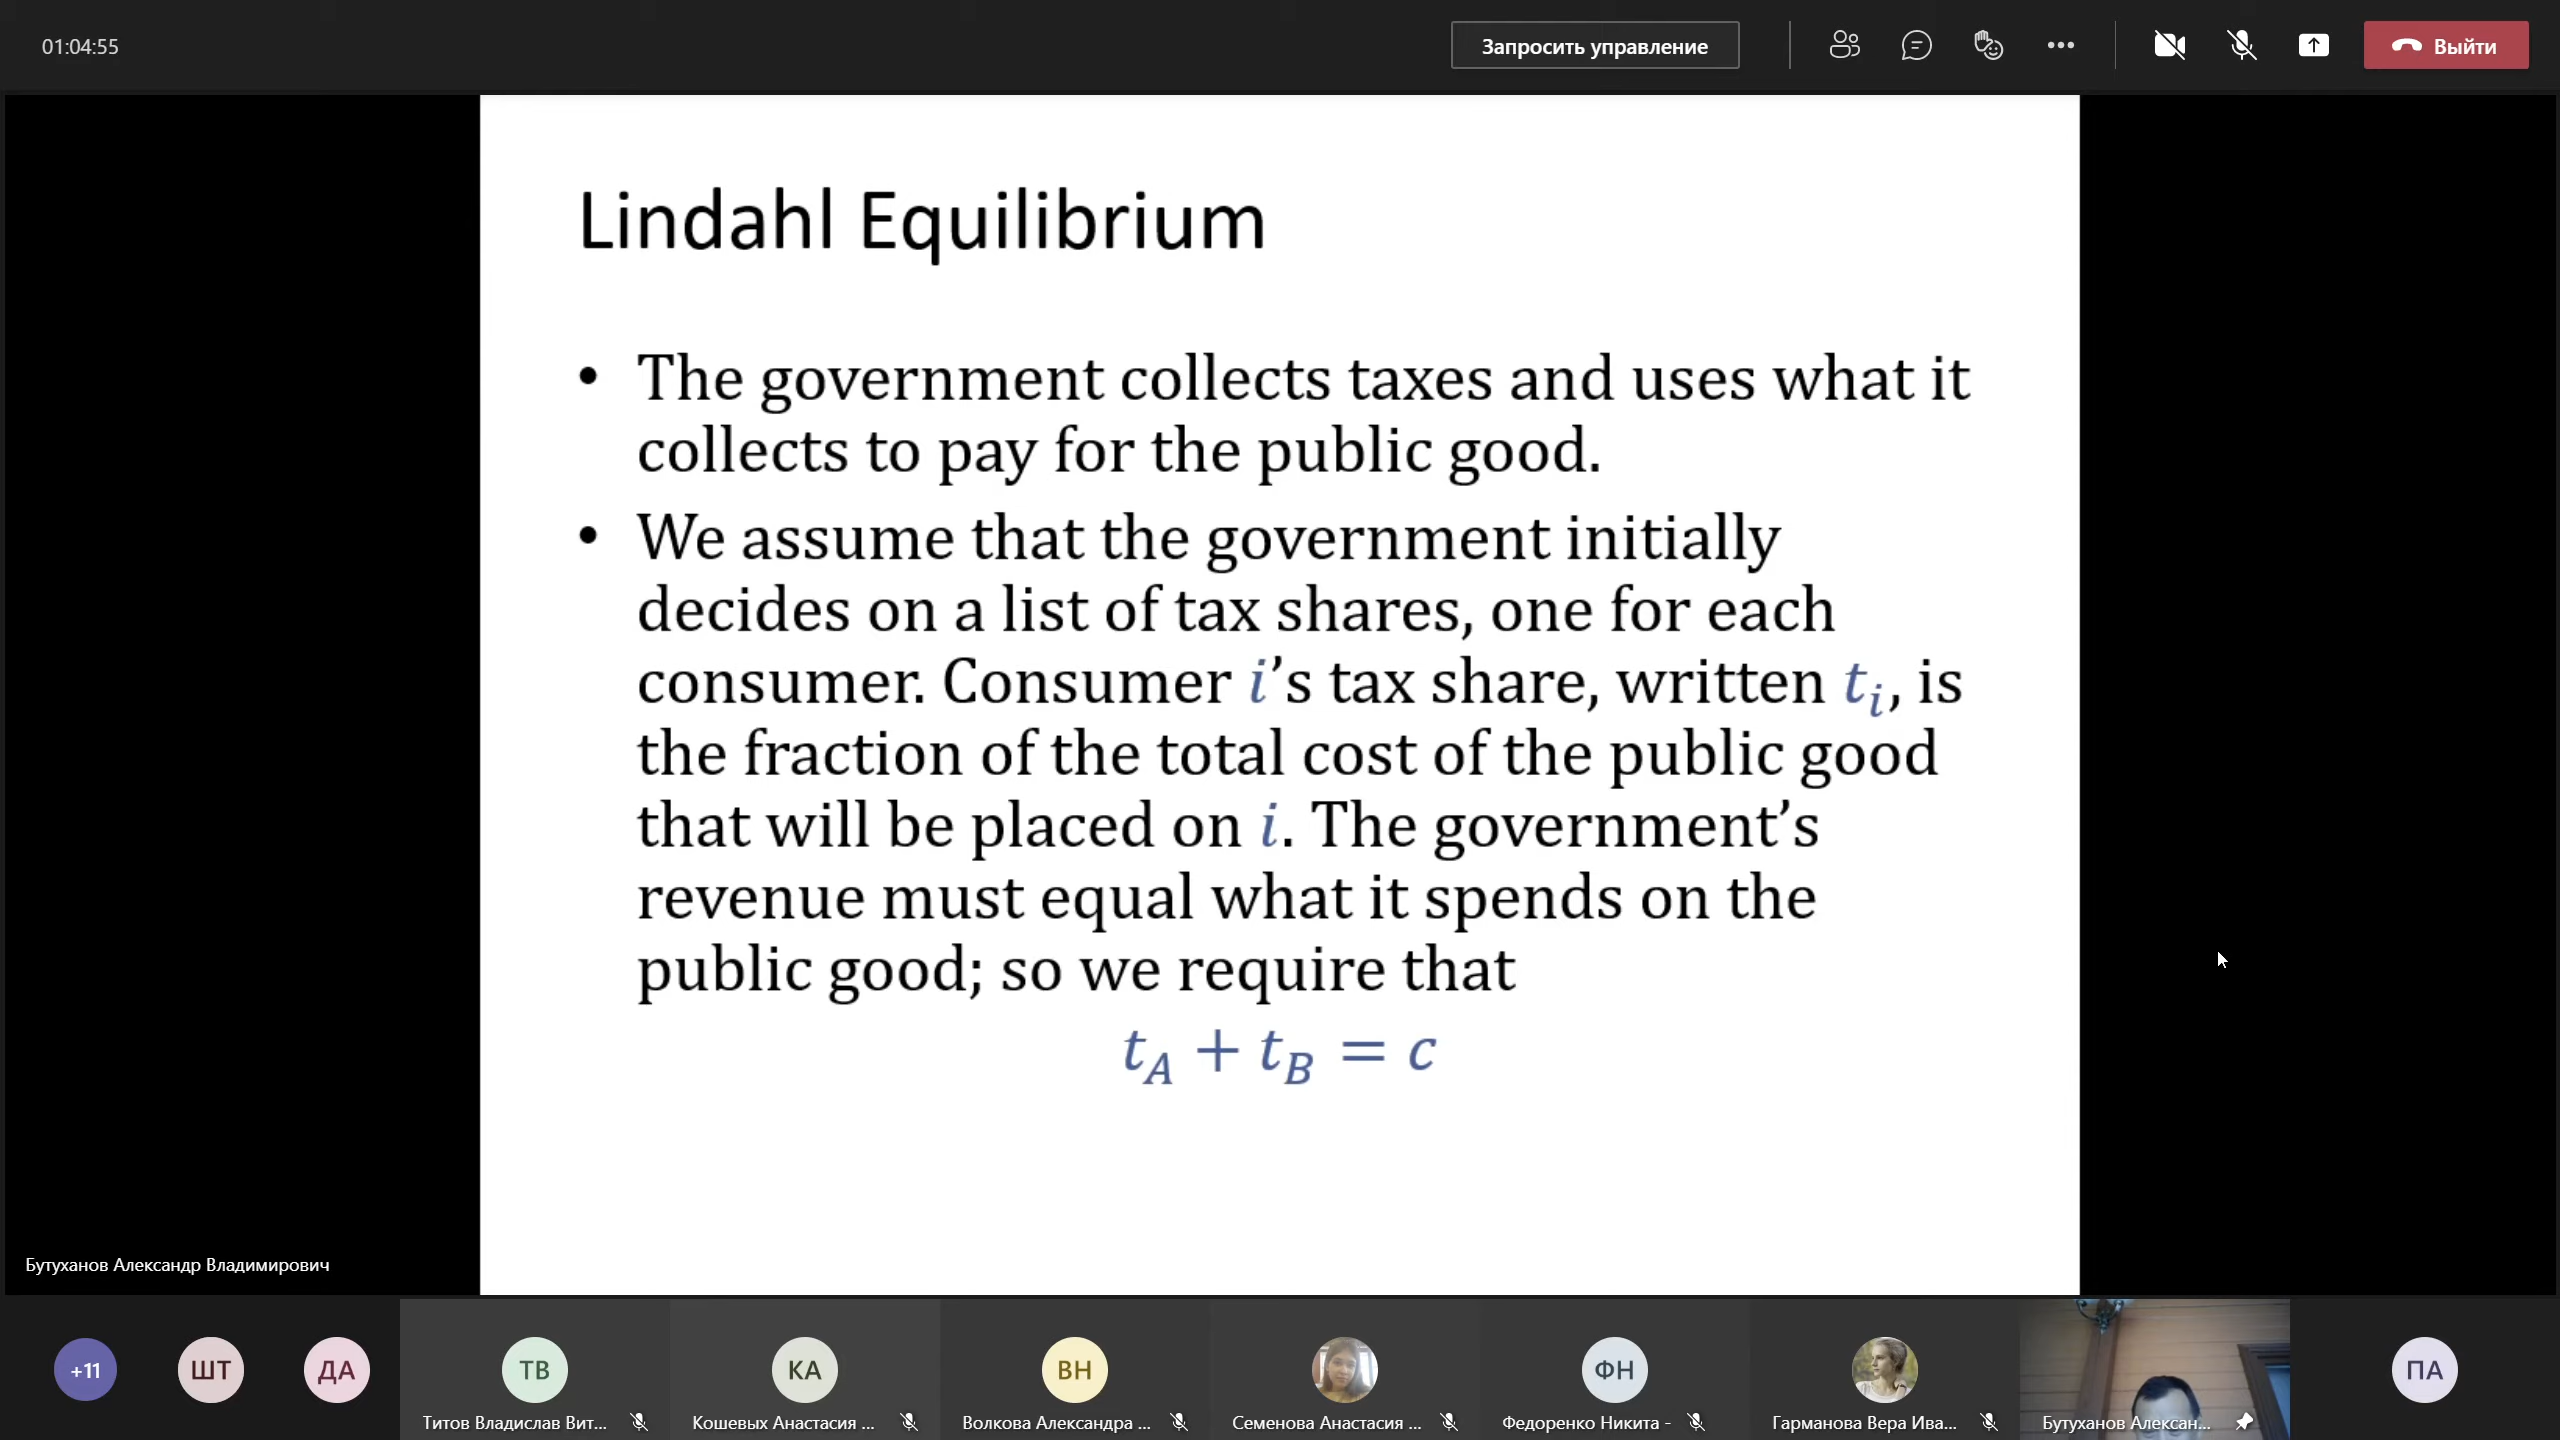 01:04:55
Запросить управление
Выйти
Lindahl Equilibrium
• The government collects taxes and uses what it
collects to pay for the public good.
• We assume that the government initially
decides on a list of tax shares, one for each
consumer. Consumer i’s tax share, written tᵢ, is
the fraction of the total cost of the public good
that will be placed on i. The government’s
revenue must equal what it spends on the
public good; so we require that
t_A + t_B = c
Бутуханов Александр Владимирович
+11
ШТ
ДА
ТВ
КА
ВН
ФН
ПА
Титов Владислав Вит...
Кошевых Анастасия ...
Волкова Александра ...
Семенова Анастасия ...
Федоренко Никита -
Гарманова Вера Ива...
Бутуханов Алексан...